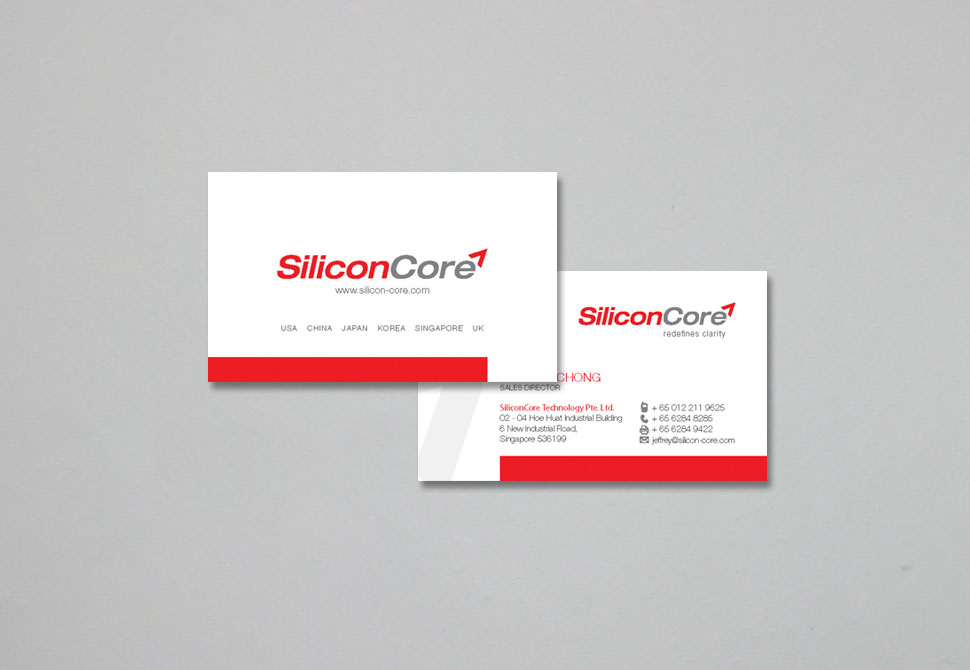 SiliconCore
www.silicon-core.com
USA CHINA JAPAN KOREA SINGAPORE UK
SiliconCore
redefines clarity
CHONG
SALES DIRECTOR
SiliconCore Technology Pte. Ltd.
02 - 04 Hoe Huat Industrial Building
6 New Industrial Road,
Singapore 536199
+ 65 012 211 9625
+ 65 6284 8285
+ 65 6284 9422
jeffrey@silicon-core.com